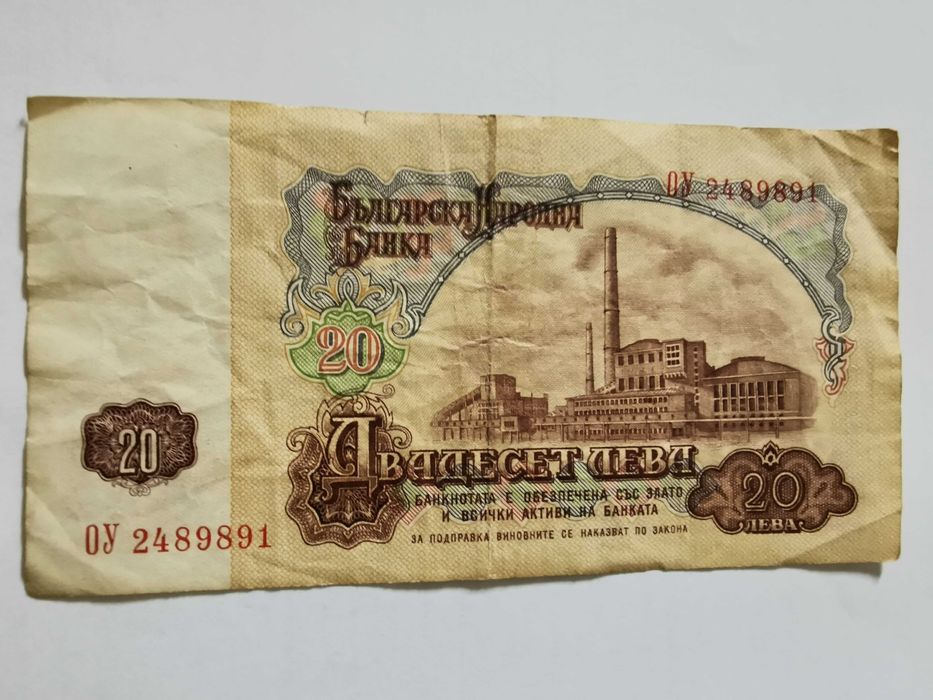 Българска Народна
Банка
ОУ 2489891
20
20
Двадесет лева
БАНКНОТАТА Е ОБЕЗПЕЧЕНА СЪС ЗЛАТО
И ВСИЧКИ АКТИВИ НА БАНКАТА
ЗА ПОДПРАВКА ВИНОВНИТЕ СЕ НАКАЗВАТ ПО ЗАКОНА
20
ЛЕВА
ОУ 2489891